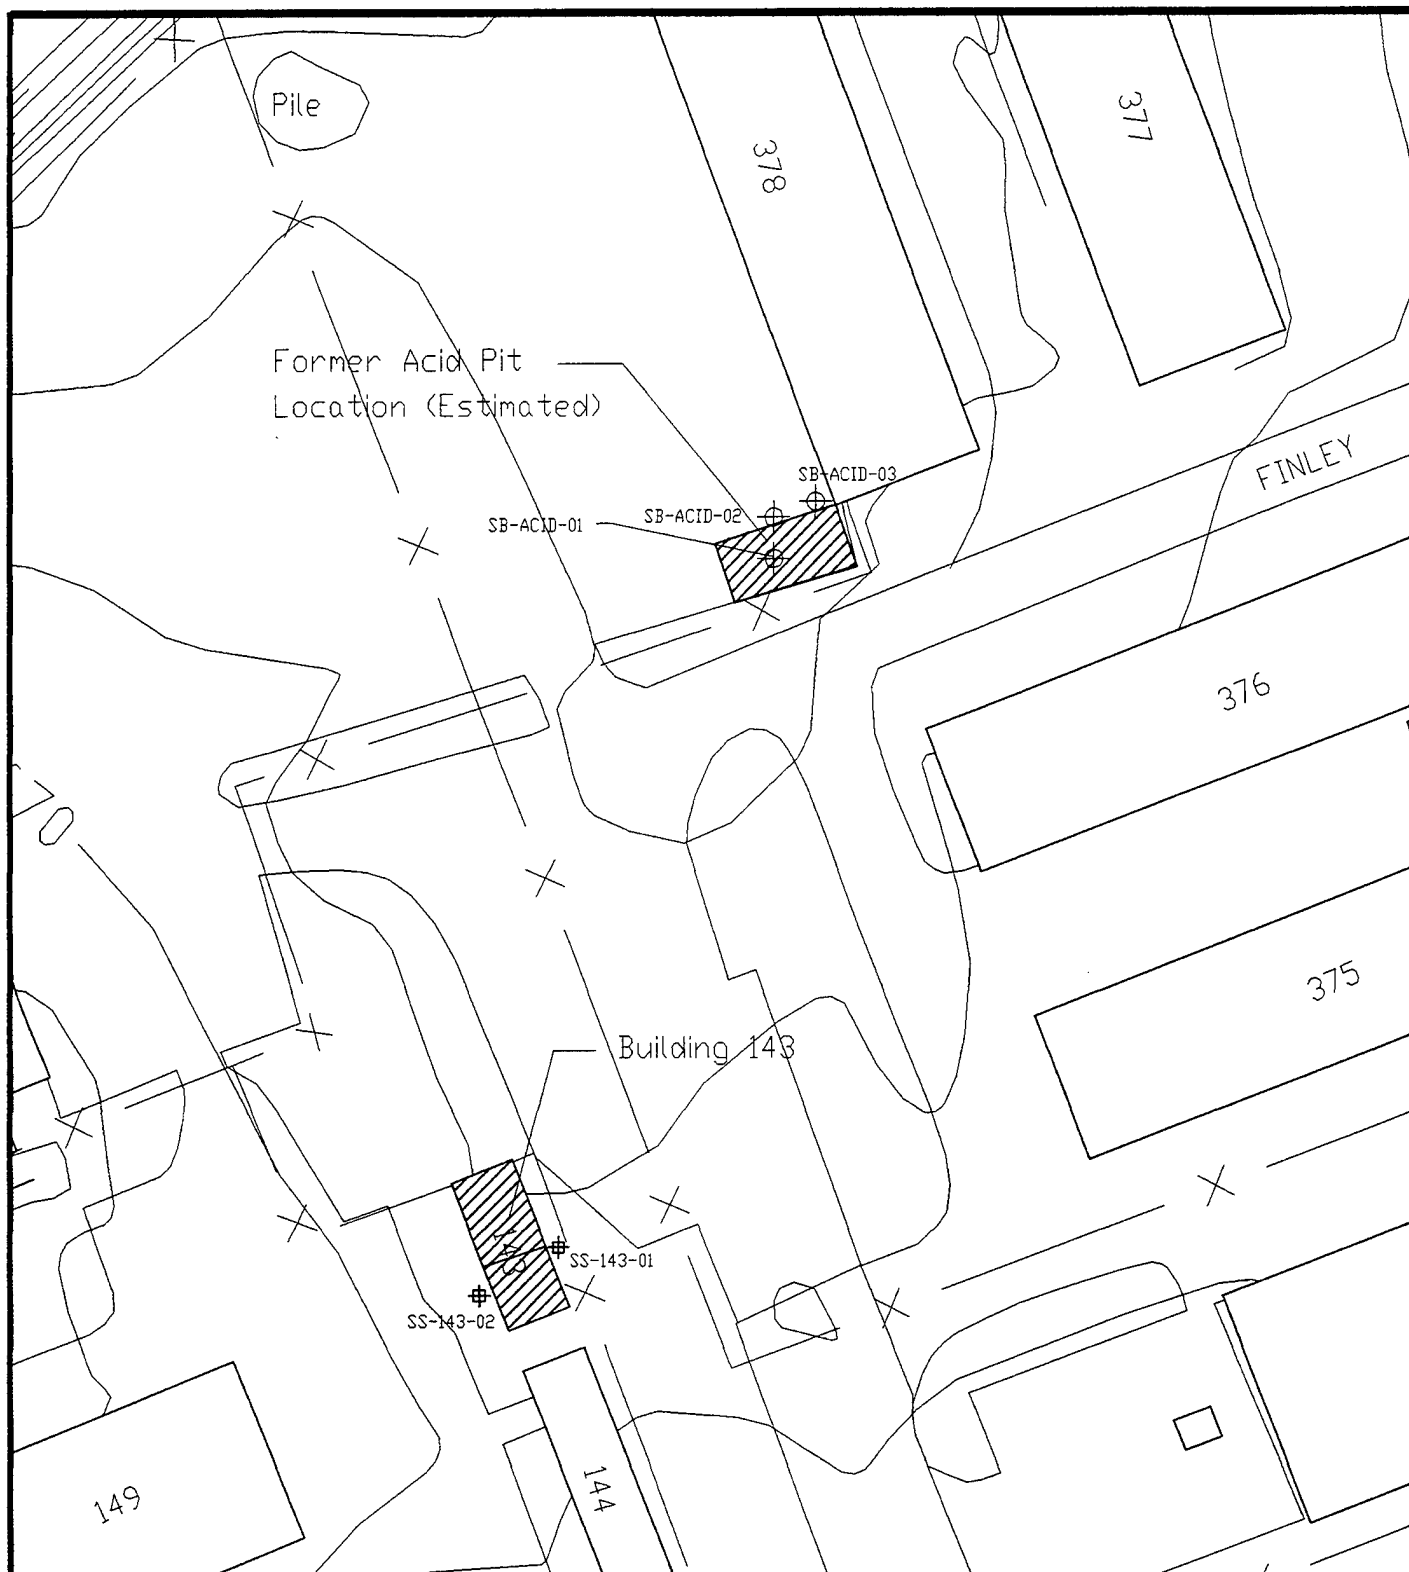 Pile
377
378
Former Acid Pit
Location (Estimated)
FINLEY
SB-ACID-03
SB-ACID-02
SB-ACID-01
376
70
375
Building 143
143
SS-143-01
SS-143-02
144
149